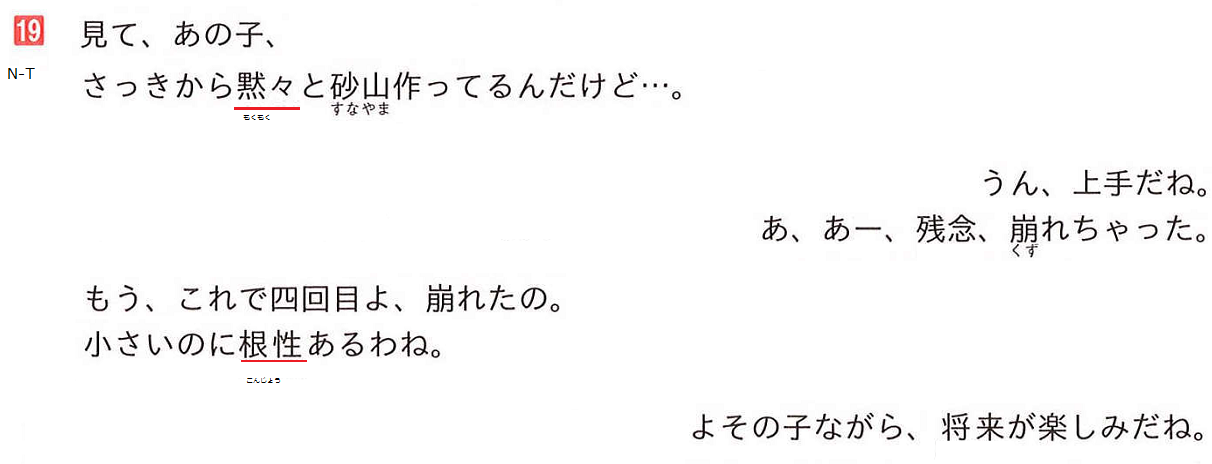 19 見て、あの子、
N-T
さっきから黙々と砂山作ってるんだけど…。
もくもく すなやま
うん、上手だね。
あ、あー、残念、崩れちゃった。
くず
もう、これで四回目よ、崩れたの。
小さいのに根性あるわね。
こんじょう
よその子ながら、将来が楽しみだね。